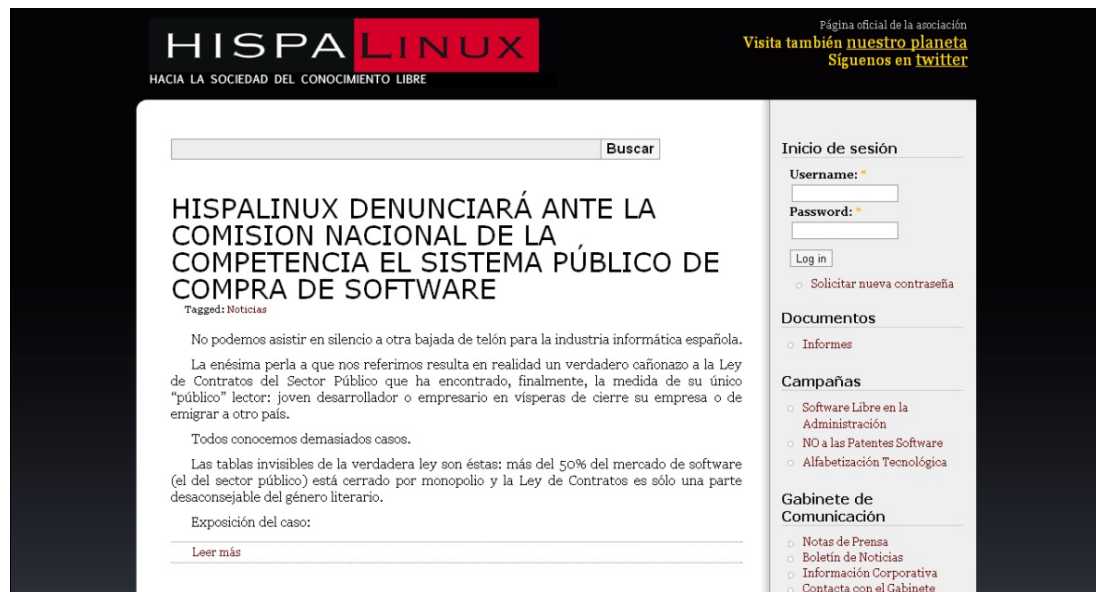 HISPALINUX
HACIA LA SOCIEDAD DEL CONOCIMIENTO LIBRE
Página oficial de la asociación
Visita también nuestro planeta
Síguenos en twitter
Buscar
HISPALINUX DENUNCIARÁ ANTE LA
COMISION NACIONAL DE LA
COMPETENCIA EL SISTEMA PÚBLICO DE
COMPRA DE SOFTWARE
Tagged: Noticias
No podemos asistir en silencio a otra bajada de telón para la industria informática española.
La enésima perla a que nos referimos resulta en realidad un verdadero cañonazo a la Ley
de Contratos del Sector Público que ha encontrado, finalmente, la medida de su único
“público” lector: joven desarrollador o empresario en vísperas de cierre su empresa o de
emigrar a otro país.
Todos conocemos demasiados casos.
Las tablas invisibles de la verdadera ley son éstas: más del 50% del mercado de software
(el del sector público) está cerrado por monopolio y la Ley de Contratos es sólo una parte
desaconsejable del género literario.
Exposición del caso:
Leer más
Inicio de sesión
Username: *
Password: *
Log in
Solicitar nueva contraseña
Documentos
Informes
Campañas
Software Libre en la
Administración
NO a las Patentes Software
Alfabetización Tecnológica
Gabinete de
Comunicación
Notas de Prensa
Boletín de Noticias
Información Corporativa
Contacta con el Gabinete